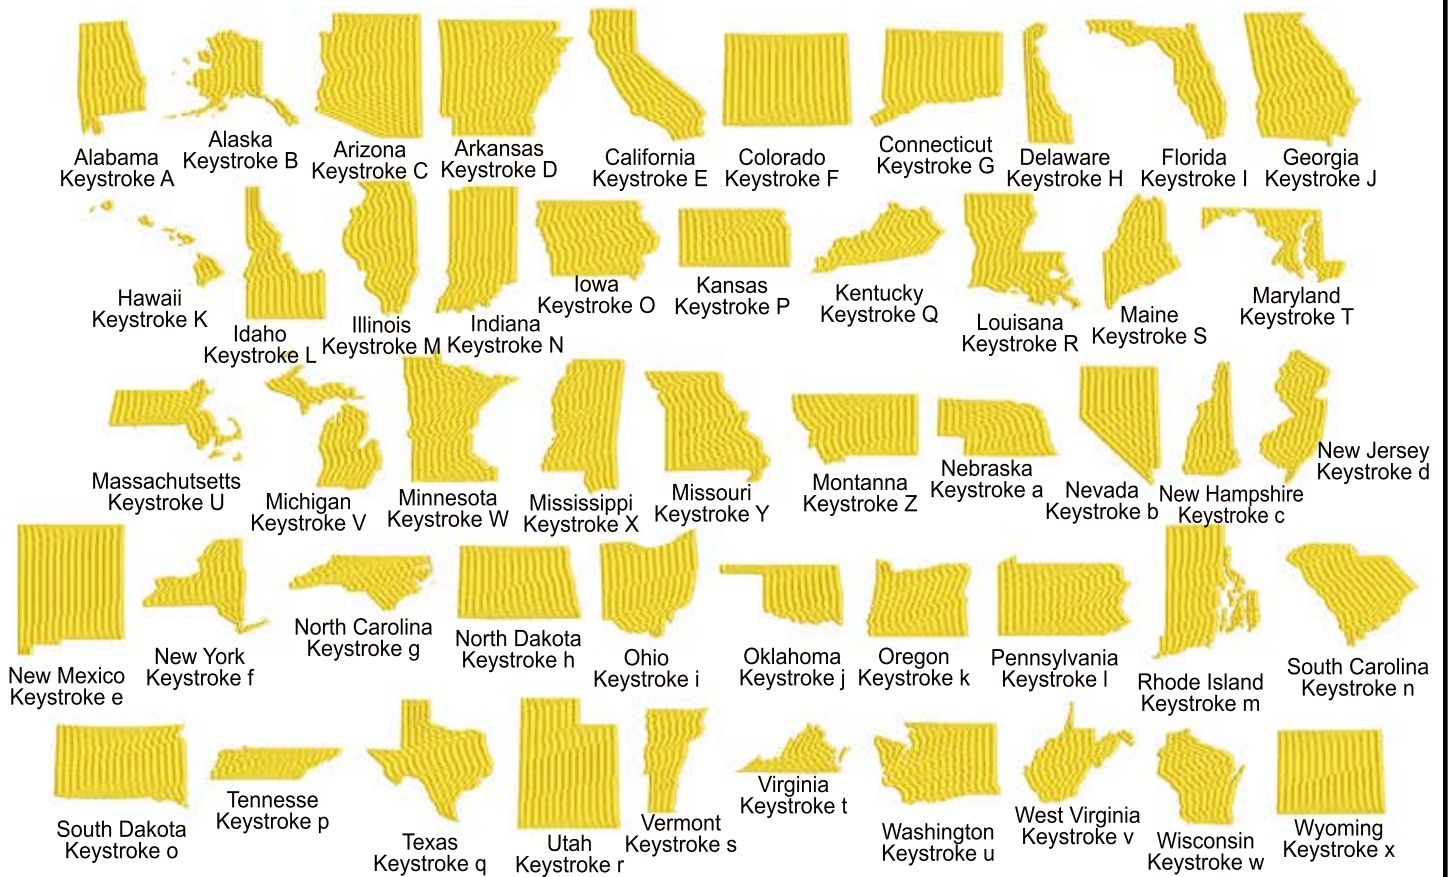 Alabama
Keystroke A
Alaska
Keystroke B
Arizona
Keystroke C
Arkansas
Keystroke D
California
Keystroke E
Colorado
Keystroke F
Connecticut
Keystroke G
Delaware
Keystroke H
Florida
Keystroke I
Georgia
Keystroke J
Hawaii
Keystroke K
Idaho
Keystroke L
Illinois
Keystroke M
Indiana
Keystroke N
Iowa
Keystroke O
Kansas
Keystroke P
Kentucky
Keystroke Q
Louisana
Keystroke R
Maine
Keystroke S
Maryland
Keystroke T
Massachutsetts
Keystroke U
Michigan
Keystroke V
Minnesota
Keystroke W
Mississippi
Keystroke X
Missouri
Keystroke Y
Montanna
Keystroke Z
Nebraska
Keystroke a
Nevada
Keystroke b
New Hampshire
Keystroke c
New Jersey
Keystroke d
New Mexico
Keystroke e
New York
Keystroke f
North Carolina
Keystroke g
North Dakota
Keystroke h
Ohio
Keystroke i
Oklahoma
Keystroke j
Oregon
Keystroke k
Pennsylvania
Keystroke l
Rhode Island
Keystroke m
South Carolina
Keystroke n
South Dakota
Keystroke o
Tennesse
Keystroke p
Texas
Keystroke q
Utah
Keystroke r
Vermont
Keystroke s
Virginia
Keystroke t
Washington
Keystroke u
West Virginia
Keystroke v
Wisconsin
Keystroke w
Wyoming
Keystroke x